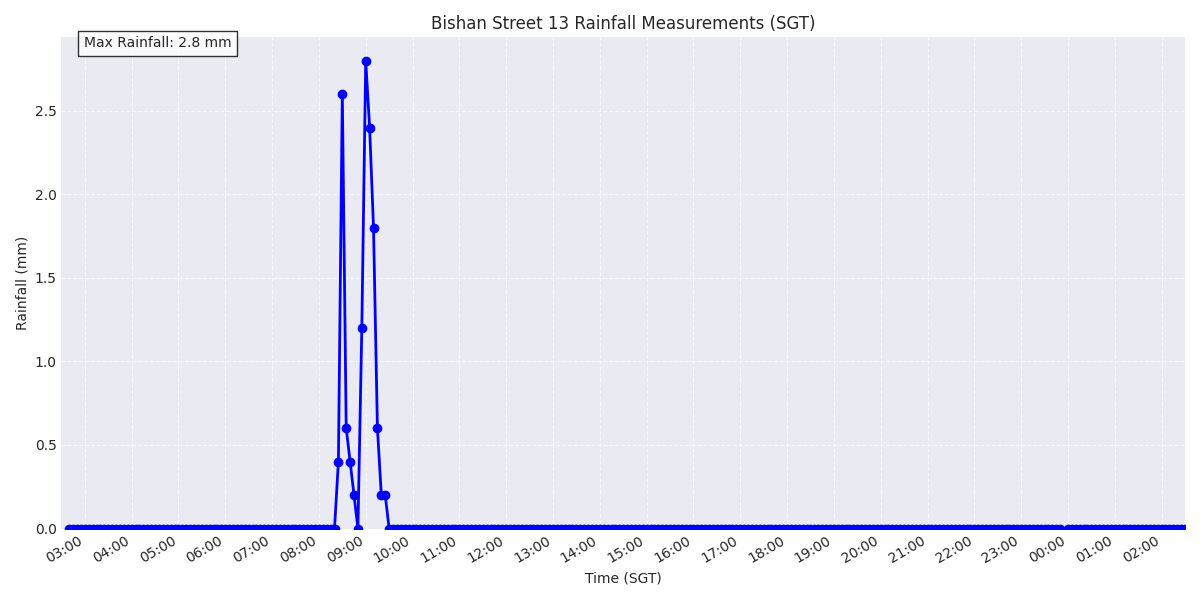 Bishan Street 13 Rainfall Measurements (SGT)
Max Rainfall: 2.8 mm
Rainfall (mm)
2.5
2.0
1.5
1.0
0.5
0.0
03:00 04:00 05:00 06:00 07:00 08:00 09:00 10:00 11:00 12:00 13:00 14:00 15:00 16:00 17:00 18:00 19:00 20:00 21:00 22:00 23:00 00:00 01:00 02:00
Time (SGT)